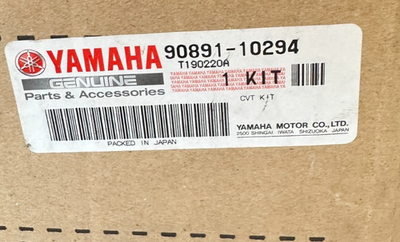 YAMAHA 90891-10294
T190220A
GENUINE
1 KIT
Parts & Accessories
CVT KIT
YAMAHA MOTOR CO., LTD.
2500 SHINGAI IWATA SHIZUOKA JAPAN
PACKED IN JAPAN